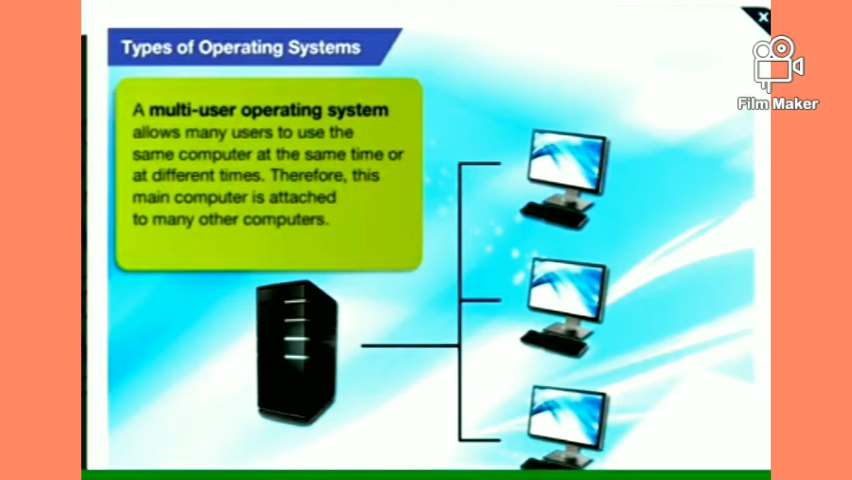 Types of Operating Systems
Film Maker
A multi-user operating system
allows many users to use the
same computer at the same time or
at different times. Therefore, this
main computer is attached
to many other computers.